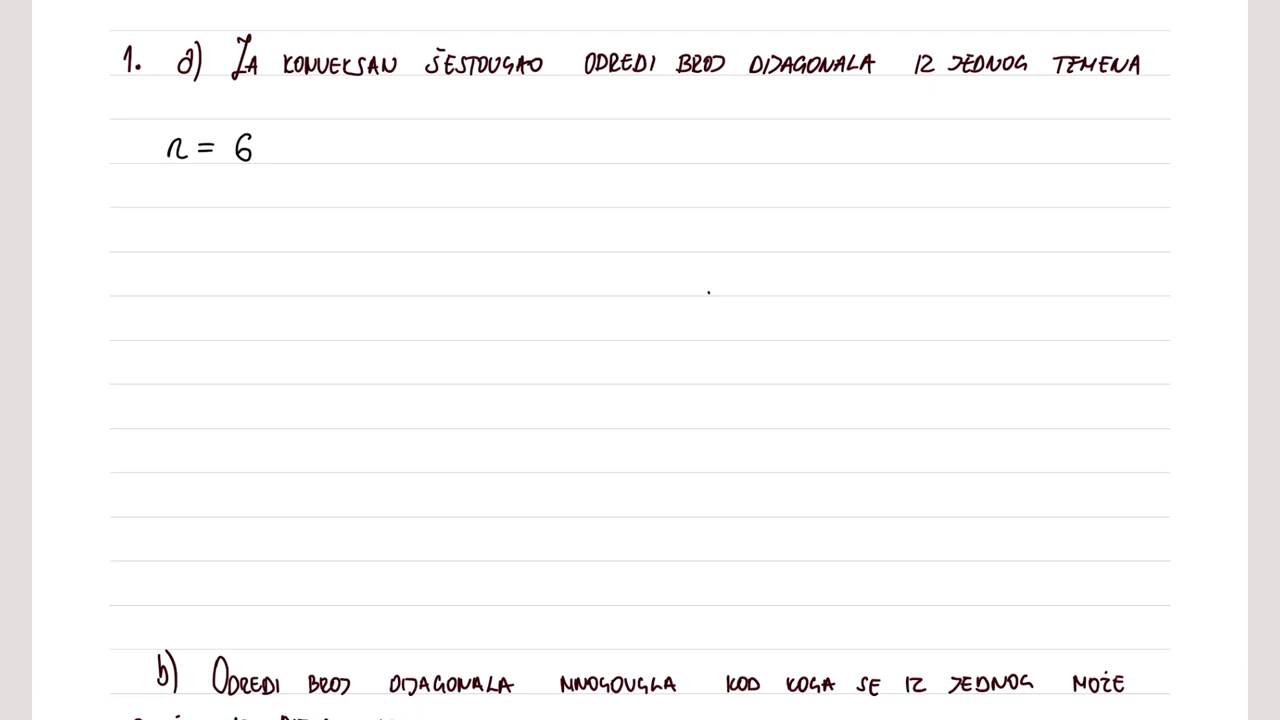 1. a) Za konveksan šestougao odredi broj dijagonala iz jednog temena
n = 6
b) Odredi broj dijagonala mnogougla kod koga se iz jednog može